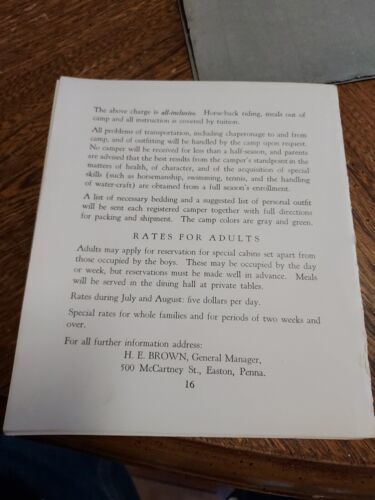 The above charge is all-inclusive. Horseback riding, meals out of
camp and all instruction is covered by tuition.
All problems of transportation, including chaperonage to and from
camp, and of outfitting will be handled by the camp upon request.
No camper will be received for less than a half-season, and parents
are advised that the best results from the camper's standpoint in the
matters of health, of character, and of the acquisition of special
skills (such as horsemanship, swimming, tennis, and the handling
of water-craft) are obtained from a full season's enrollment.
A list of necessary bedding and a suggested list of personal outfit
will be sent each registered camper together with full directions
for packing and shipment. The camp colors are gray and green.
RATES FOR ADULTS
Adults may apply for reservation for special cabins set apart from
those occupied by the boys. These may be occupied by the day
or week, but reservations must be made well in advance. Meals
will be served in the dining hall at private tables.
Rates during July and August: five dollars per day.
Special rates for whole families and for periods of two weeks and
over.
For all further information address:
H. E. BROWN, General Manager,
500 McCartney St., Easton, Penna.
16